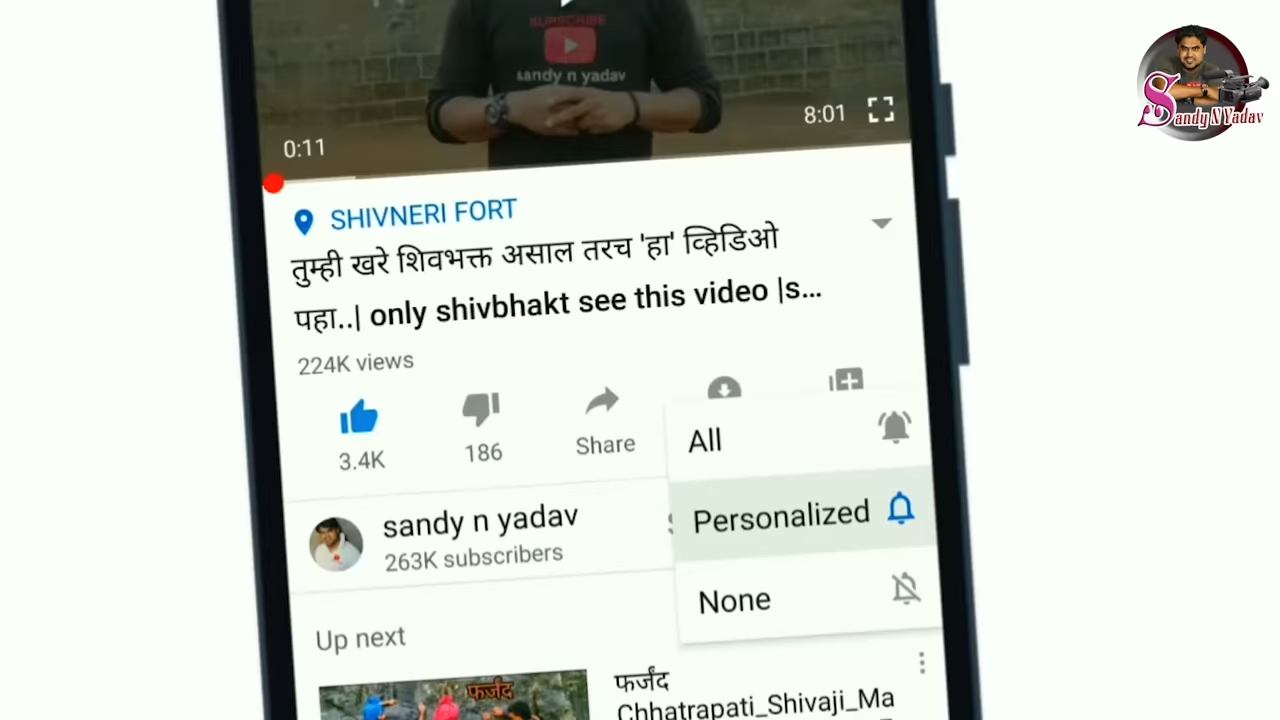 SUBSCRIBE
sandy n yadav
0:11
8:01
Sandy N Yadav
SHIVNERI FORT
तुम्ही खरे शिवभक्त असाल तरच 'हा' व्हिडिओ
पहा..| only shivbhakt see this video |s...
224K views
3.4K
186
Share
All
Personalized
None
sandy n yadav
263K subscribers
Up next
फर्जंद
फर्जंद
Chhatrapati_Shivaji_Ma